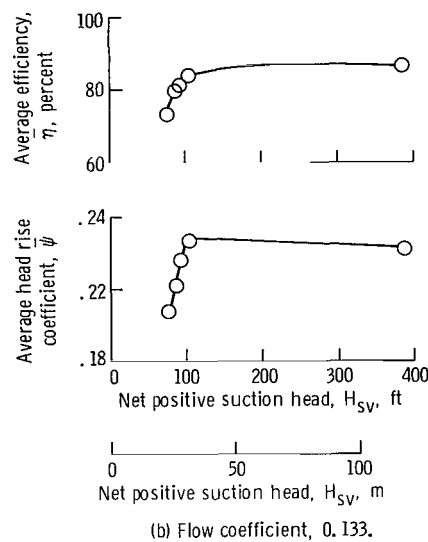 100
80
60
Average efficiency,
η̄, percent
.24
.22
.18
Average head rise
coefficient, ψ̄
0 100 200 300 400
Net positive suction head, Hsv, ft
0 50 100
Net positive suction head, Hsv, m
(b) Flow coefficient, 0.133.